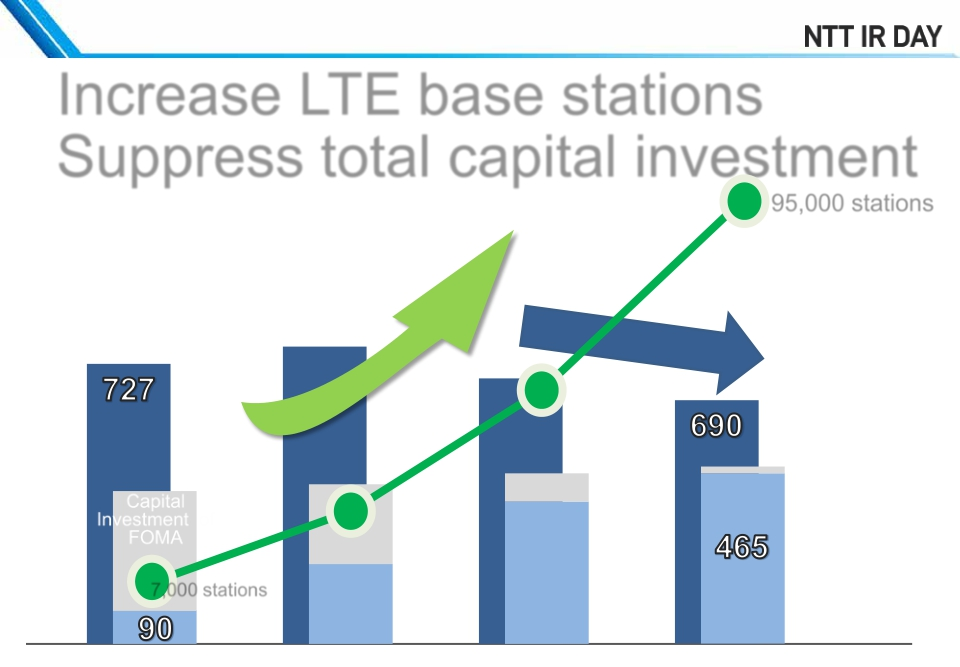 NTT IR DAY
Increase LTE base stations
Suppress total capital investment
95,000 stations
727
690
Capital
Investment
FOMA
465
7,000 stations
90